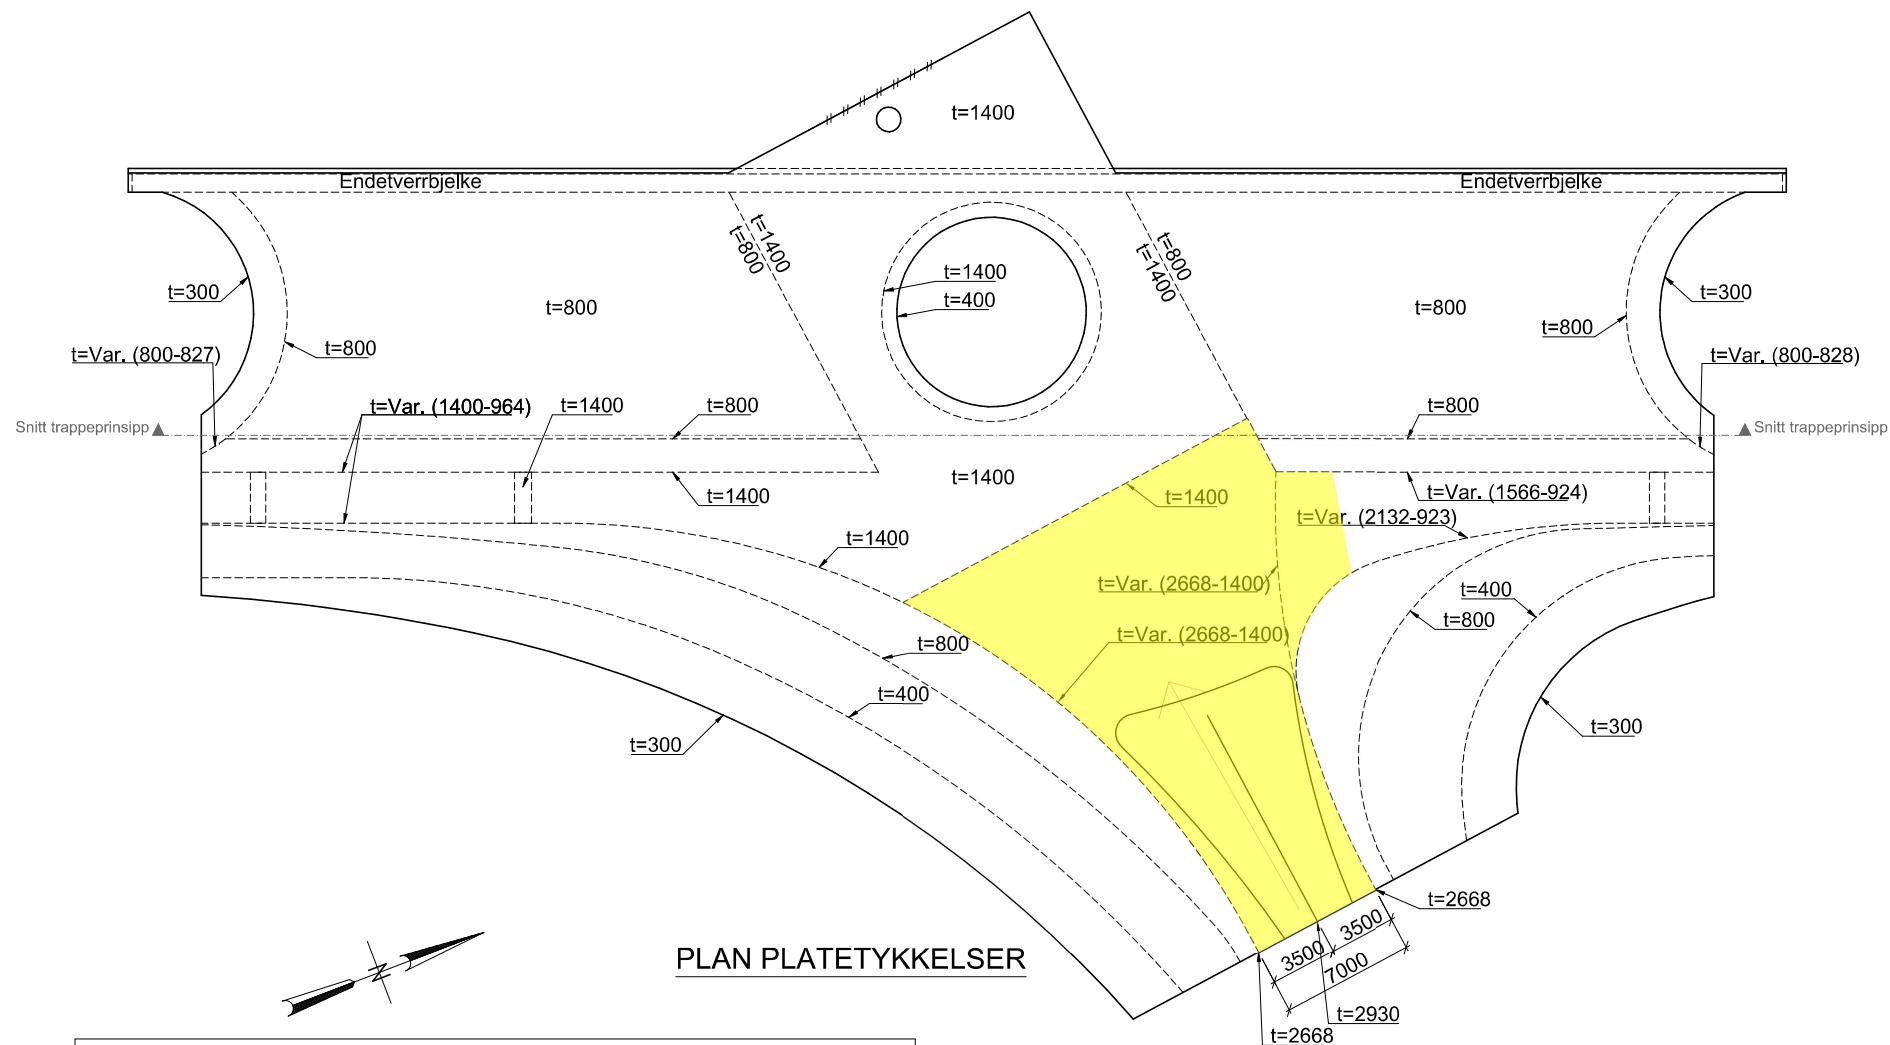 t=1400
Endetverrbjelke
Endetverrbjelke
t=1400
t=800
t=800
t=1400
t=300
t=800
t=1400
t=400
t=800
t=300
t=800
t=800
t=Var. (800-827)
t=Var. (800-828)
t=Var. (1400-964)
t=1400
t=800
t=800
Snitt trappeprinsipp
Snitt trappeprinsipp
t=1400
t=1400
t=1400
t=Var. (1566-924)
t=Var. (2132-923)
t=1400
t=Var. (2668-1400)
t=400
t=800
t=Var. (2668-1400)
t=800
t=400
t=300
t=300
t=2668
3500
3500
7000
PLAN PLATETYKKELSER
N
t=2930
t=2668